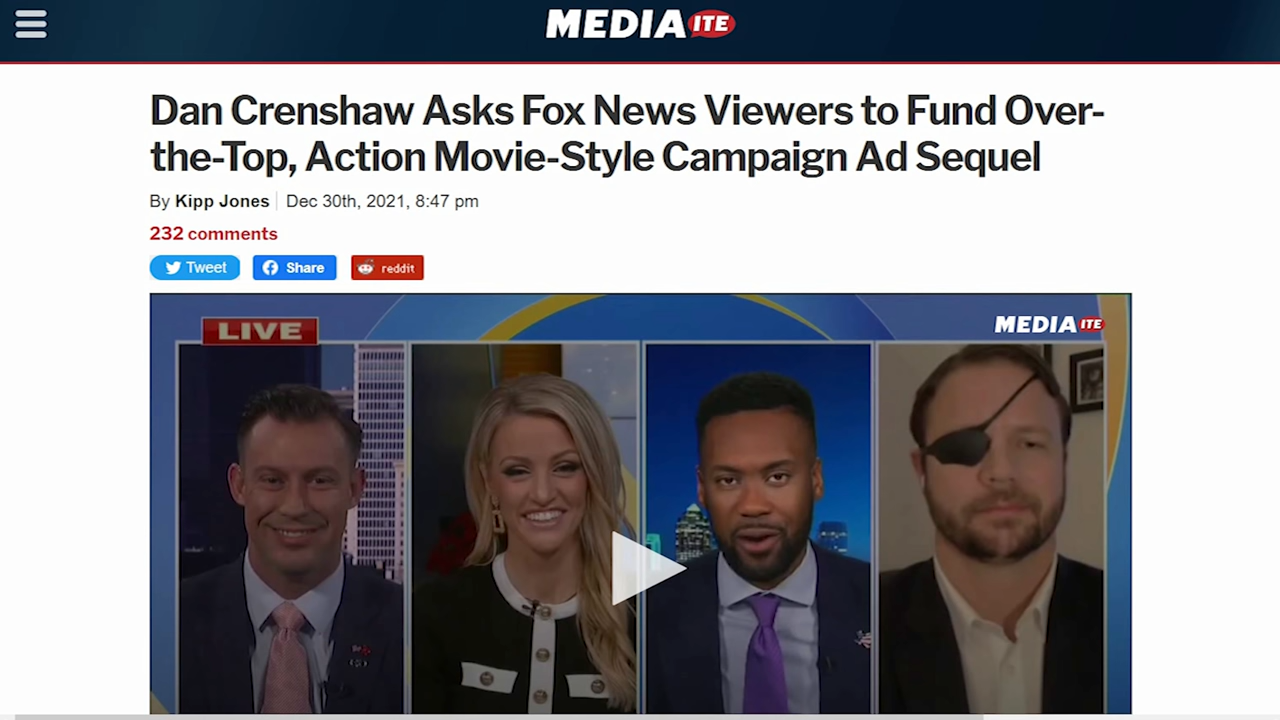 MEDIAITE
Dan Crenshaw Asks Fox News Viewers to Fund Over-
the-Top, Action Movie-Style Campaign Ad Sequel
By Kipp Jones Dec 30th, 2021, 8:47 pm
232 comments
Tweet Share reddit
LIVE MEDIAITE